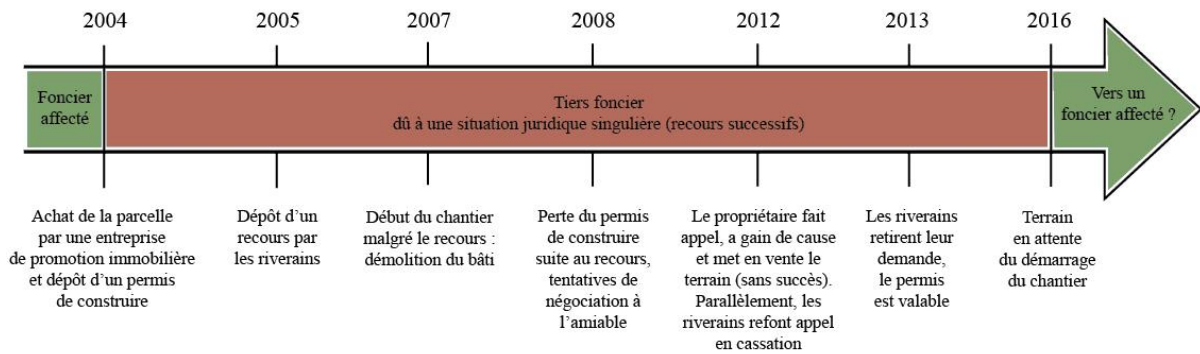 2004
2005
2007
2008
2012
2013
2016
Foncier
affecté
Tiers foncier
dû à une situation juridique singulière (recours successifs)
Vers un
foncier affecté ?
Achat de la parcelle
par une entreprise
de promotion immobilière
et dépôt d’un permis
de construire
Dépôt d’un
recours par
les riverains
Début du chantier
malgré le recours :
démolition du bâti
Perte du permis
de construire
suite au recours,
tentatives de
négociation à
l’amiable
Le propriétaire fait
appel, a gain de cause
et met en vente le
terrain (sans succès).
Parallèlement, les
riverains refont appel
en cassation
Les riverains
retirent leur
demande,
le permis
est valable
Terrain
en attente
du démarrage
du chantier